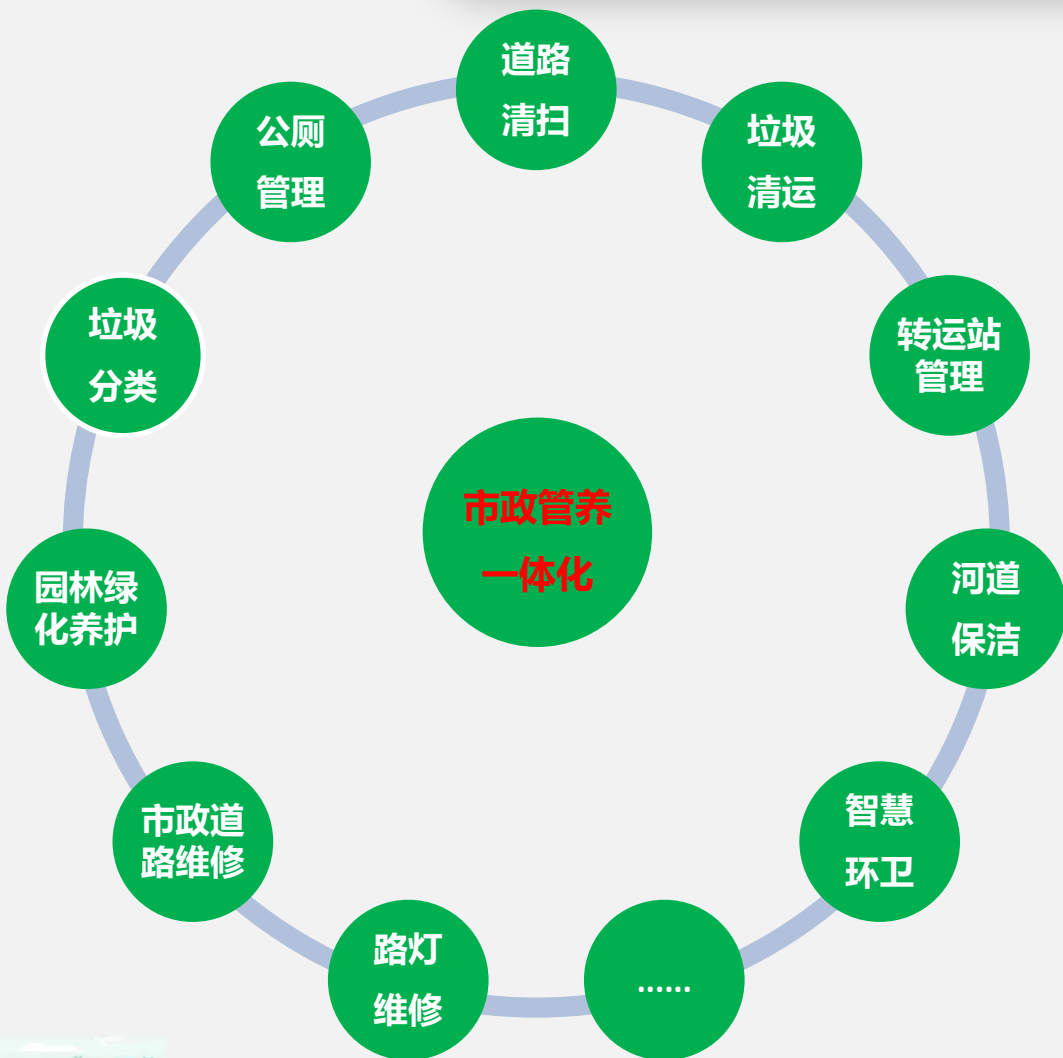 道路
清扫
垃圾
清运
转运站
管理
河道
保洁
智慧
环卫
......
路灯
维修
市政道
路维修
园林绿
化养护
垃圾
分类
公厕
管理
市政管养
一体化